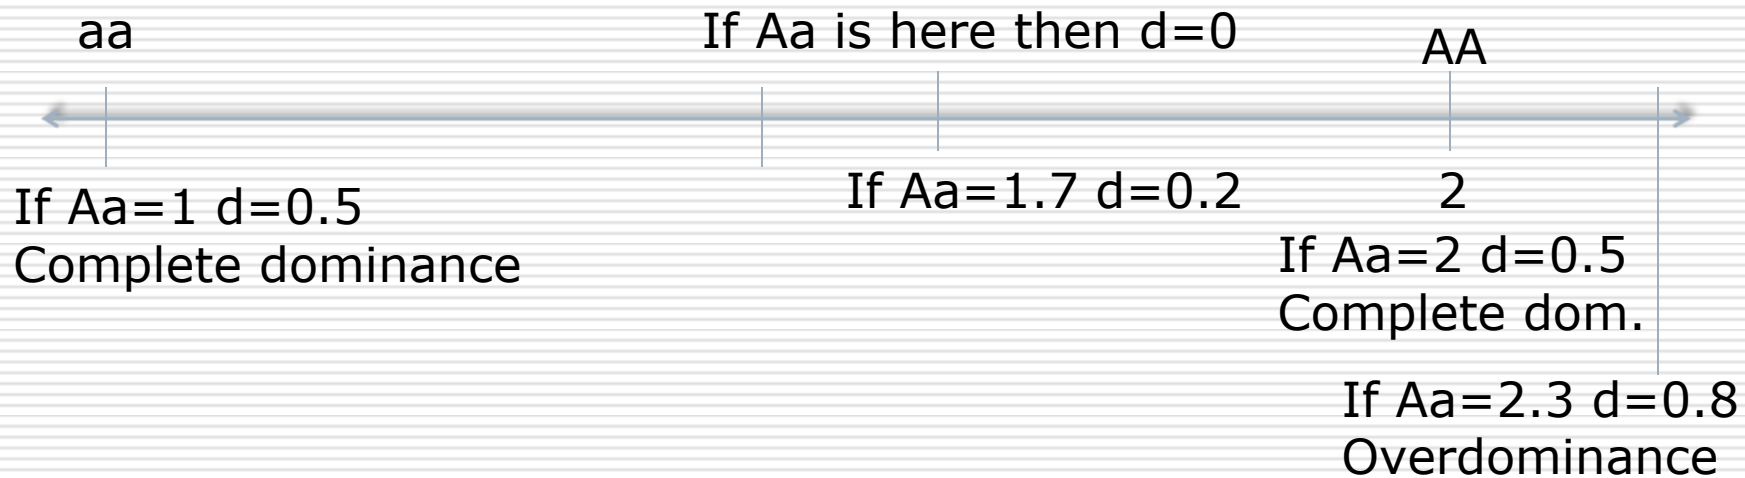 aa
If Aa is here then d=0
AA
If Aa=1 d=0.5
Complete dominance
If Aa=1.7 d=0.2
2
If Aa=2 d=0.5
Complete dom.
If Aa=2.3 d=0.8
Overdominance